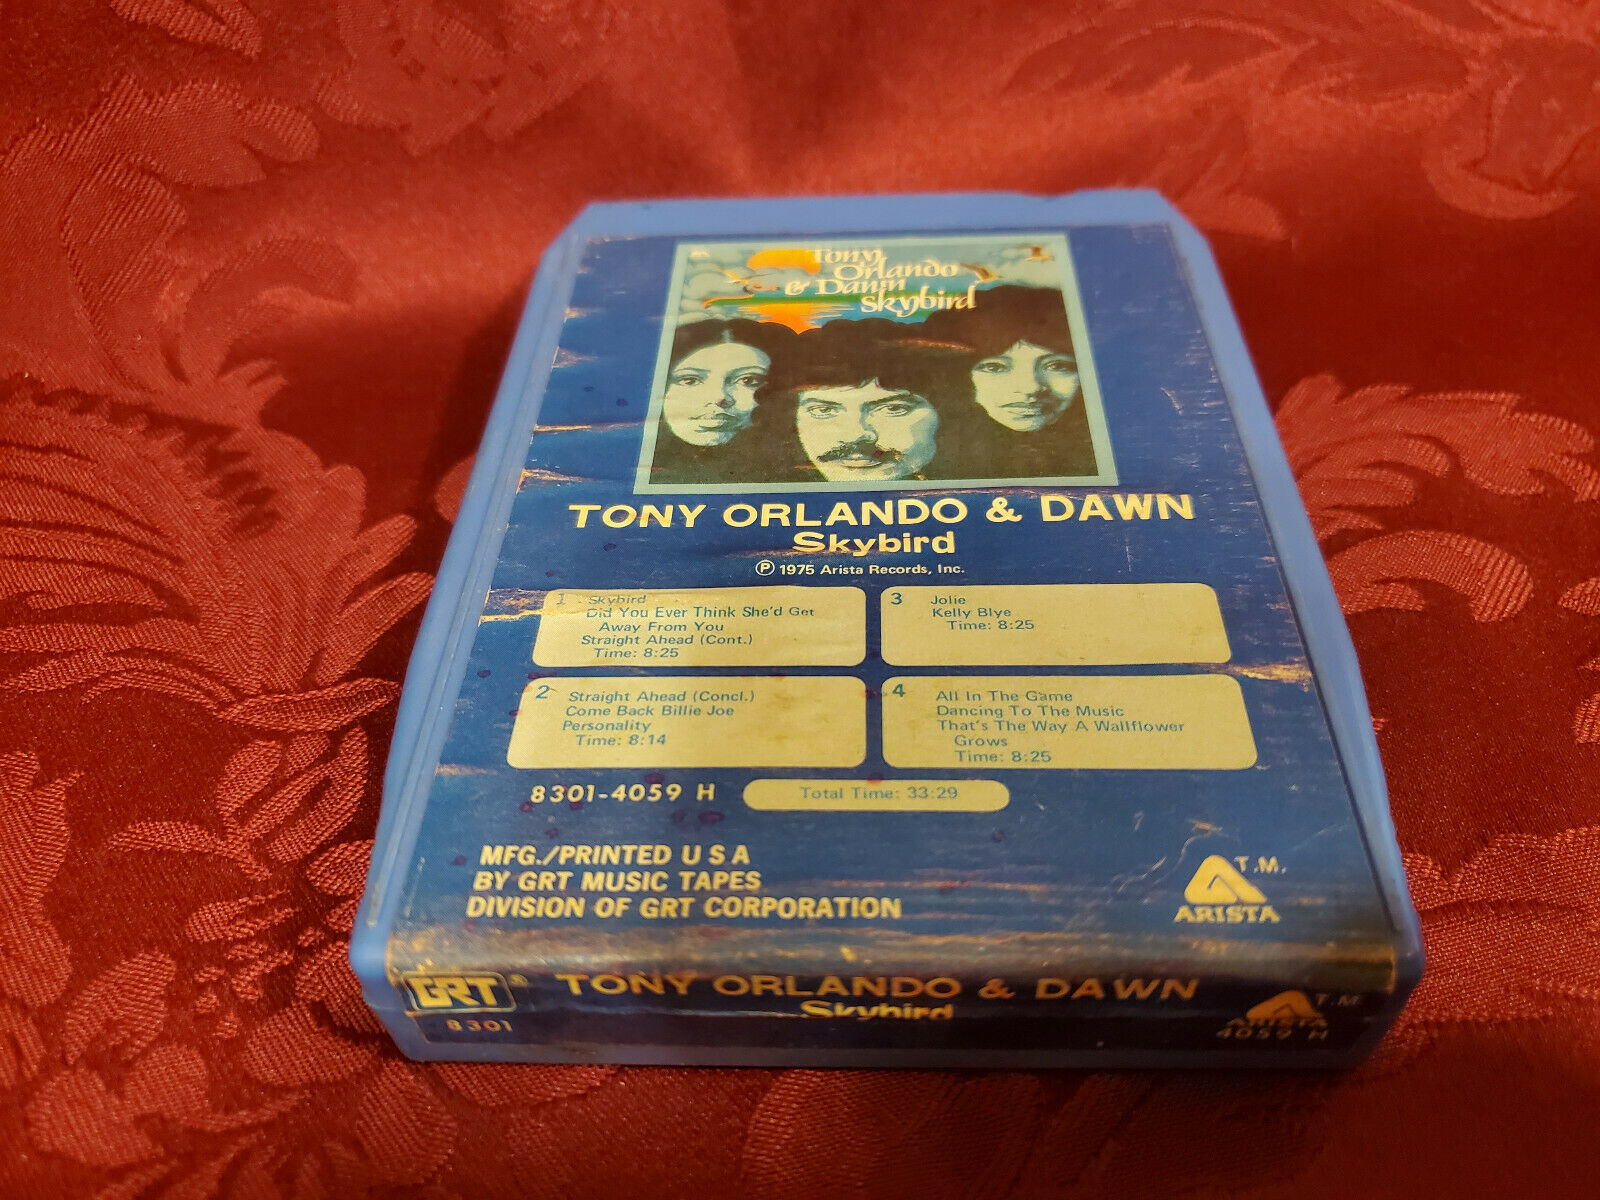 Tony
Orlando
& Dawn
Skybird
TONY ORLANDO & DAWN
Skybird
Ⓟ 1975 Arista Records, Inc.
1 Skybird
Did You Ever Think She'd Get
Away From You
Straight Ahead (Cont.)
Time: 8:25
2 Straight Ahead (Concl.)
Come Back Billie Joe
Personality
Time: 8:14
3 Jolie
Kelly Blye
Time: 8:25
4 All In The Game
Dancing To The Music
That's The Way A Wallflower
Grows
Time: 8:25
8301-4059 H
Total Time: 33:29
MFG./PRINTED U S A
BY GRT MUSIC TAPES
DIVISION OF GRT CORPORATION
T.M.
ARISTA
GRT®
8301
TONY ORLANDO & DAWN
Skybird
T.M.
ARISTA
4059 H